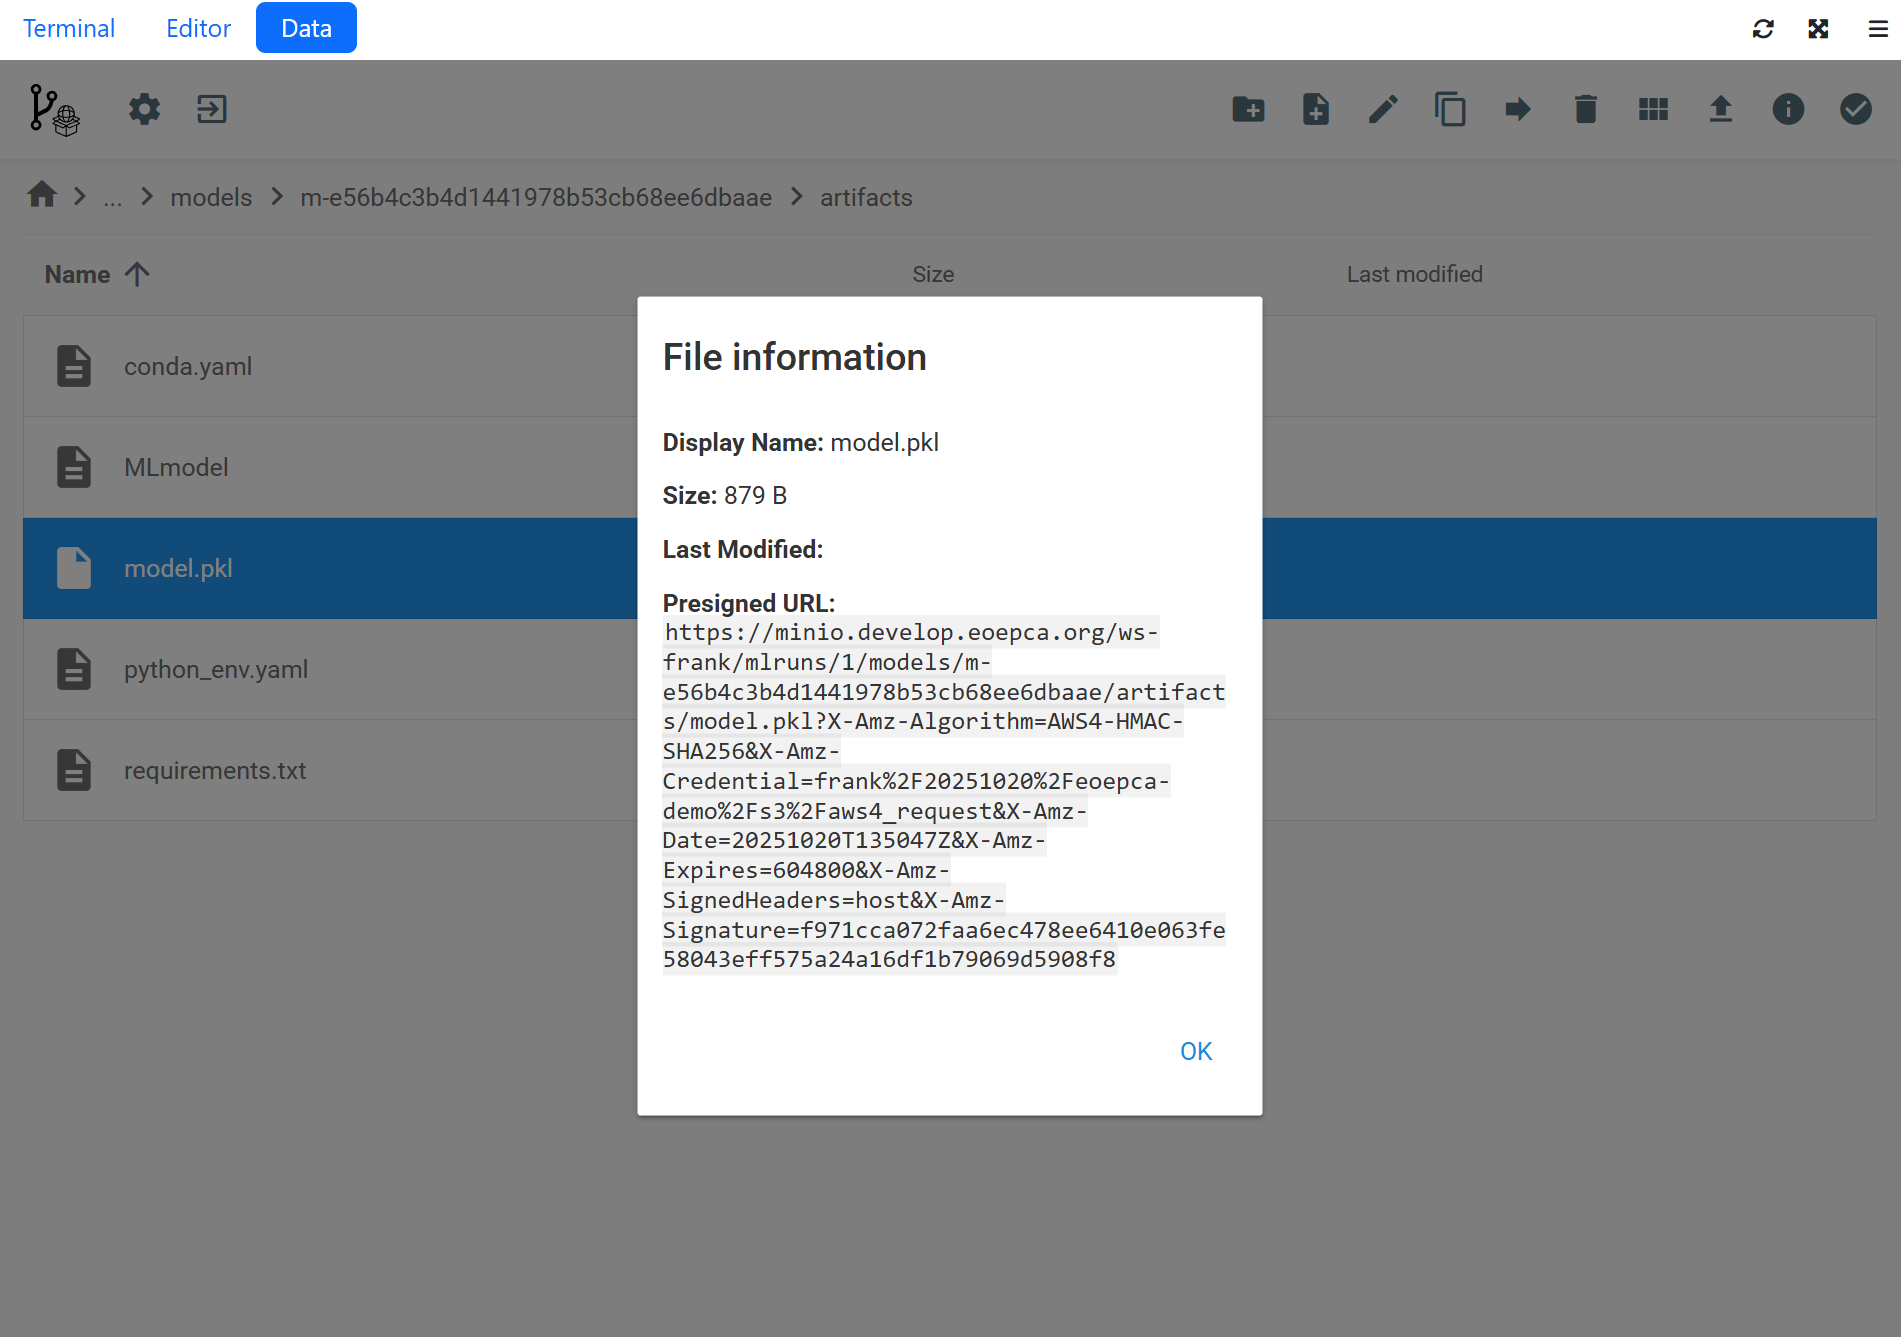 Terminal Editor Data
... models m-e56b4c3b4d1441978b53cb68ee6dbaae artifacts
Name Size Last modified
conda.yaml
MLmodel
model.pkl
python_env.yaml
requirements.txt
File information
Display Name: model.pkl
Size: 879 B
Last Modified:
Presigned URL:
https://minio.develop.eoepca.org/ws-
frank/mlruns/1/models/m-
e56b4c3b4d1441978b53cb68ee6dbaae/artifact
s/model.pkl?X-Amz-Algorithm=AWS4-HMAC-
SHA256&X-Amz-
Credential=frank%2F20251020%2Feoepca-
demo%2Fs3%2Faws4_request&X-Amz-
Date=20251020T135047Z&X-Amz-
Expires=604800&X-Amz-
SignedHeaders=host&X-Amz-
Signature=f971cca072faa6ec478ee6410e063fe
58043eff575a24a16df1b79069d5908f8
OK